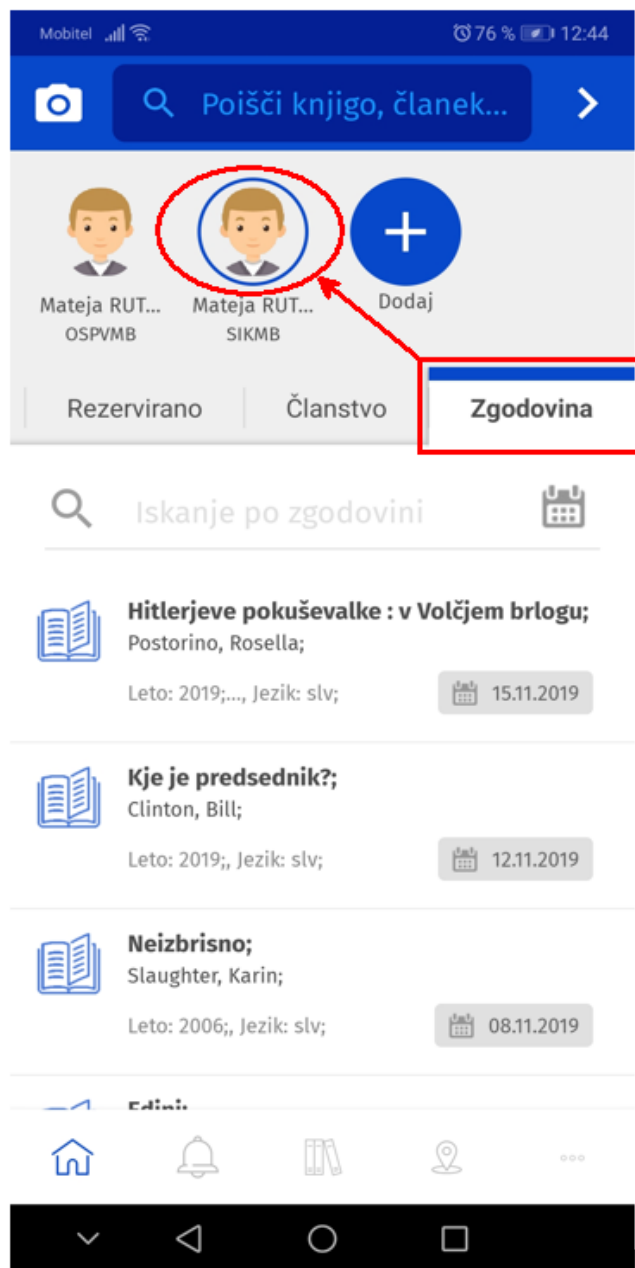 Mobitel 76 % 12:44
Poišči knjigo, članek...
Mateja RUT... Mateja RUT... Dodaj
OSPVMB SIKMB
Rezervirano Članstvo Zgodovina
Iskanje po zgodovini
Hitlerjeve pokuševalke : v Volčjem brlogu;
Postorino, Rosella;
Leto: 2019;..., Jezik: slv; 15.11.2019
Kje je predsednik?;
Clinton, Bill;
Leto: 2019;, Jezik: slv; 12.11.2019
Neizbrisno;
Slaughter, Karin;
Leto: 2006;, Jezik: slv; 08.11.2019
Edini;